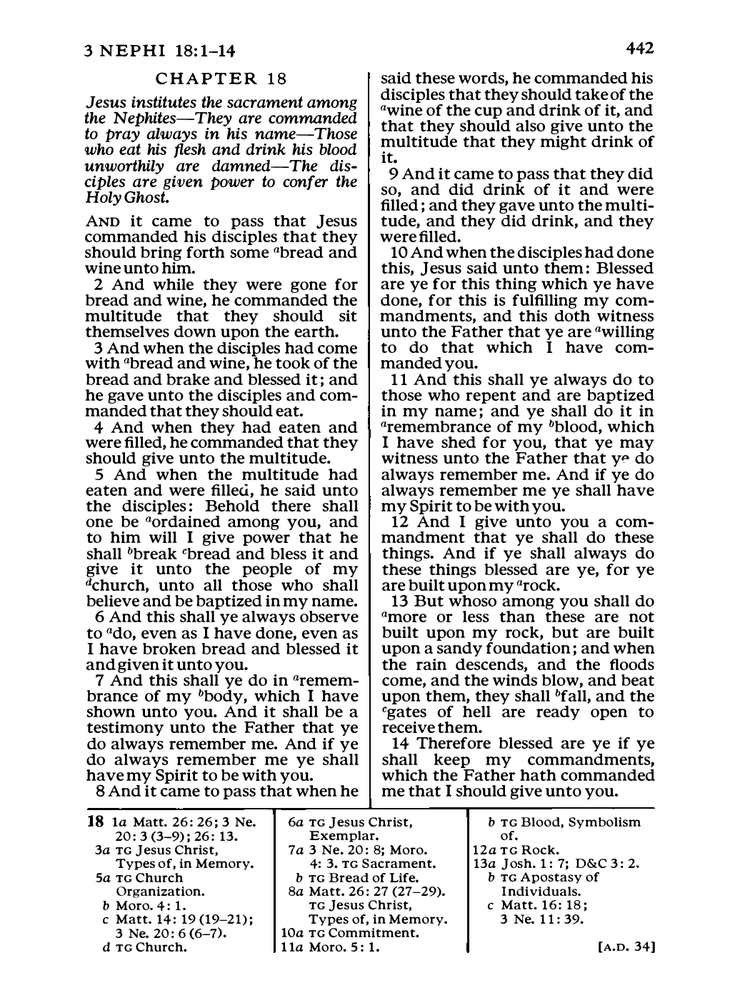 3 NEPHI 18:1–14
442
CHAPTER 18
Jesus institutes the sacrament among
the Nephites—They are commanded
to pray always in his name—Those
who eat his flesh and drink his blood
unworthily are damned—The dis-
ciples are given power to confer the
Holy Ghost.
AND it came to pass that Jesus
commanded his disciples that they
should bring forth some abread and
wine unto him.
2 And while they were gone for
bread and wine, he commanded the
multitude that they should sit
themselves down upon the earth.
3 And when the disciples had come
with abread and wine, he took of the
bread and brake and blessed it; and
he gave unto the disciples and com-
manded that they should eat.
4 And when they had eaten and
were filled, he commanded that they
should give unto the multitude.
5 And when the multitude had
eaten and were filled, he said unto
the disciples: Behold there shall
one be aordained among you, and
to him will I give power that he
shall bbreak cbread and bless it and
give it unto the people of my
dchurch, unto all those who shall
believe and be baptized in my name.
6 And this shall ye always observe
to ado, even as I have done, even as
I have broken bread and blessed it
and given it unto you.
7 And this shall ye do in aremem-
brance of my bbody, which I have
shown unto you. And it shall be a
testimony unto the Father that ye
do always remember me. And if ye
do always remember me ye shall
have my Spirit to be with you.
8 And it came to pass that when he
said these words, he commanded his
disciples that they should take of the
awine of the cup and drink of it, and
that they should also give unto the
multitude that they might drink of
it.
9 And it came to pass that they did
so, and did drink of it and were
filled; and they gave unto the multi-
tude, and they did drink, and they
were filled.
10 And when the disciples had done
this, Jesus said unto them: Blessed
are ye for this thing which ye have
done, for this is fulfilling my com-
mandments, and this doth witness
unto the Father that ye are awilling
to do that which I have com-
manded you.
11 And this shall ye always do to
those who repent and are baptized
in my name; and ye shall do it in
aremembrance of my bblood, which
I have shed for you, that ye may
witness unto the Father that ye do
always remember me. And if ye do
always remember me ye shall have
my Spirit to be with you.
12 And I give unto you a com-
mandment that ye shall do these
things. And if ye shall always do
these things blessed are ye, for ye
are built upon my arock.
13 But whoso among you shall do
amore or less than these are not
built upon my rock, but are built
upon a sandy foundation; and when
the rain descends, and the floods
come, and the winds blow, and beat
upon them, they shall bfall, and the
cgates of hell are ready open to
receive them.
14 Therefore blessed are ye if ye
shall keep my commandments,
which the Father hath commanded
me that I should give unto you.
18 1a Matt. 26: 26; 3 Ne.
20: 3 (3–9); 26: 13.
3a TG Jesus Christ,
Types of, in Memory.
5a TG Church
Organization.
b Moro. 4: 1.
c Matt. 14: 19 (19–21);
3 Ne. 20: 6 (6–7).
d TG Church.
6a TG Jesus Christ,
Exemplar.
7a 3 Ne. 20: 8; Moro.
4: 3. TG Sacrament.
b TG Bread of Life.
8a Matt. 26: 27 (27–29).
TG Jesus Christ,
Types of, in Memory.
10a TG Commitment.
11a Moro. 5: 1.
b TG Blood, Symbolism
of.
12a TG Rock.
13a Josh. 1: 7; D&C 3: 2.
b TG Apostasy of
Individuals.
c Matt. 16: 18;
3 Ne. 11: 39.
[A.D. 34]